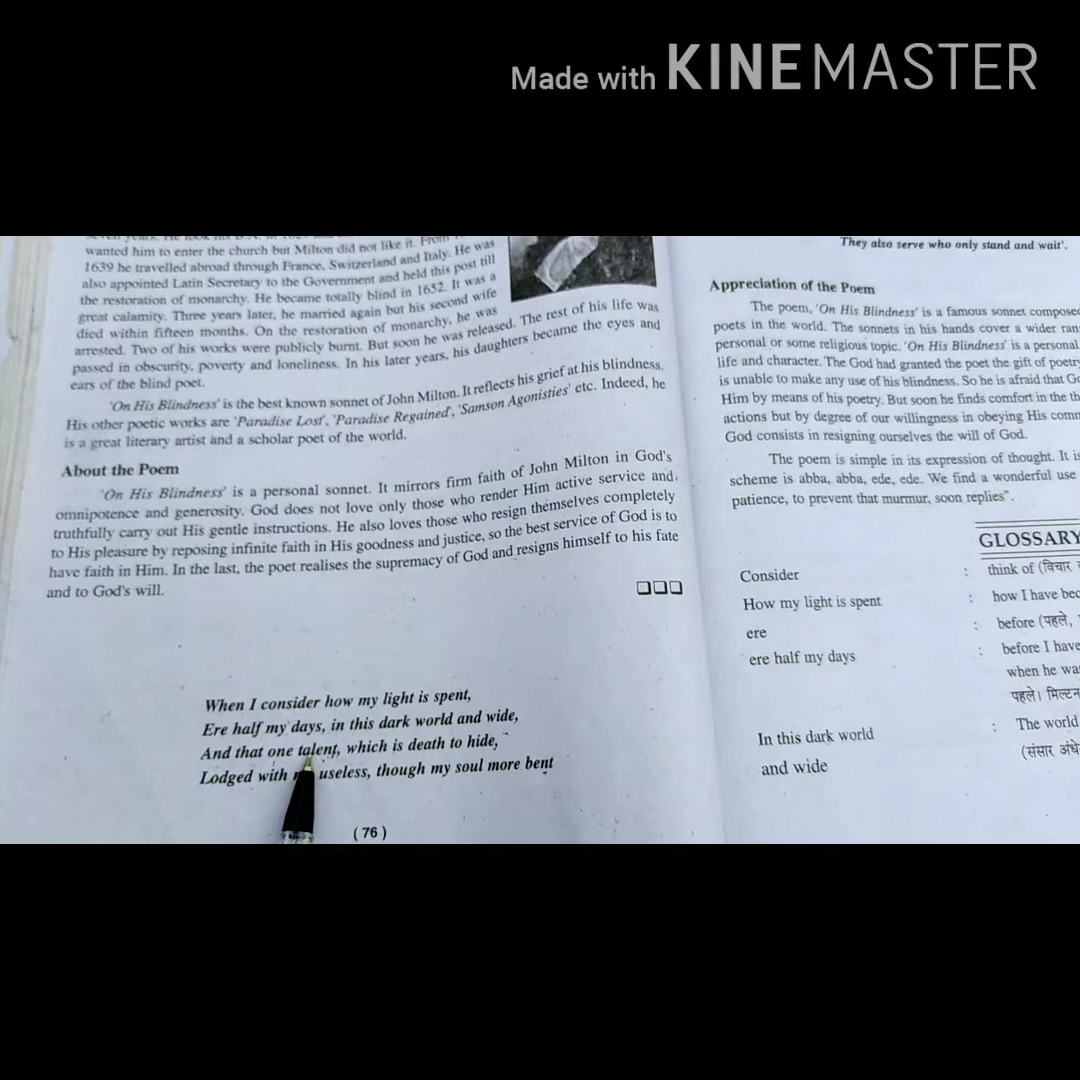 Made with KINEMASTER
wanted him to enter the church but Milton did not like it. From
1639 he travelled abroad through France, Switzerland and Italy. He was
also appointed Latin Secretary to the Government and held this post till
the restoration of monarchy. He became totally blind in 1652. It was a
great calamity. Three years later, he married again but his second wife
died within fifteen months. On the restoration of monarchy, he was
arrested. Two of his works were publicly burnt. But soon he was released. The rest of his life was
passed in obscurity, poverty and loneliness. In his later years, his daughters became the eyes and
ears of the blind poet.
'On His Blindness' is the best known sonnet of John Milton. It reflects his grief at his blindness.
His other poetic works are 'Paradise Lost', 'Paradise Regained', 'Samson Agonisties' etc. Indeed, he
is a great literary artist and a scholar poet of the world.
About the Poem
'On His Blindness' is a personal sonnet. It mirrors firm faith of John Milton in God's
omnipotence and generosity. God does not love only those who render Him active service and
truthfully carry out His gentle instructions. He also loves those who resign themselves completely
to His pleasure by reposing infinite faith in His goodness and justice, so the best service of God is to
have faith in Him. In the last, the poet realises the supremacy of God and resigns himself to his fate
and to God's will.
When I consider how my light is spent,
Ere half my days, in this dark world and wide,
And that one talent, which is death to hide,
Lodged with useless, though my soul more bent
( 76 )
They also serve who only stand and wait'.
Appreciation of the Poem
The poem, 'On His Blindness' is a famous sonnet compose
poets in the world. The sonnets in his hands cover a wider ran
personal or some religious topic. 'On His Blindness' is a personal
life and character. The God had granted the poet the gift of poetry
is unable to make any use of his blindness. So he is afraid that Go
Him by means of his poetry. But soon he finds comfort in the th
actions but by degree of our willingness in obeying His comm
God consists in resigning ourselves the will of God.
The poem is simple in its expression of thought. It is
scheme is abba, abba, cde, cde. We find a wonderful use
patience, to prevent that murmur, soon replies".
GLOSSARY
Consider : think of (विचार
How my light is spent : how I have bec
ere : before (पहले,
ere half my days : before I have
when he wa
पहले। मिल्टन
In this dark world : The world
and wide (संसार अंधे